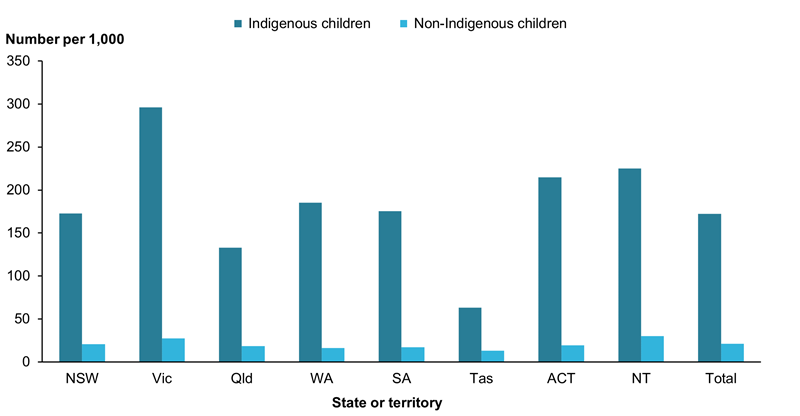 Indigenous children Non-Indigenous children
Number per 1,000
350
300
250
200
150
100
50
0
NSW Vic Qld WA SA Tas ACT NT Total
State or territory